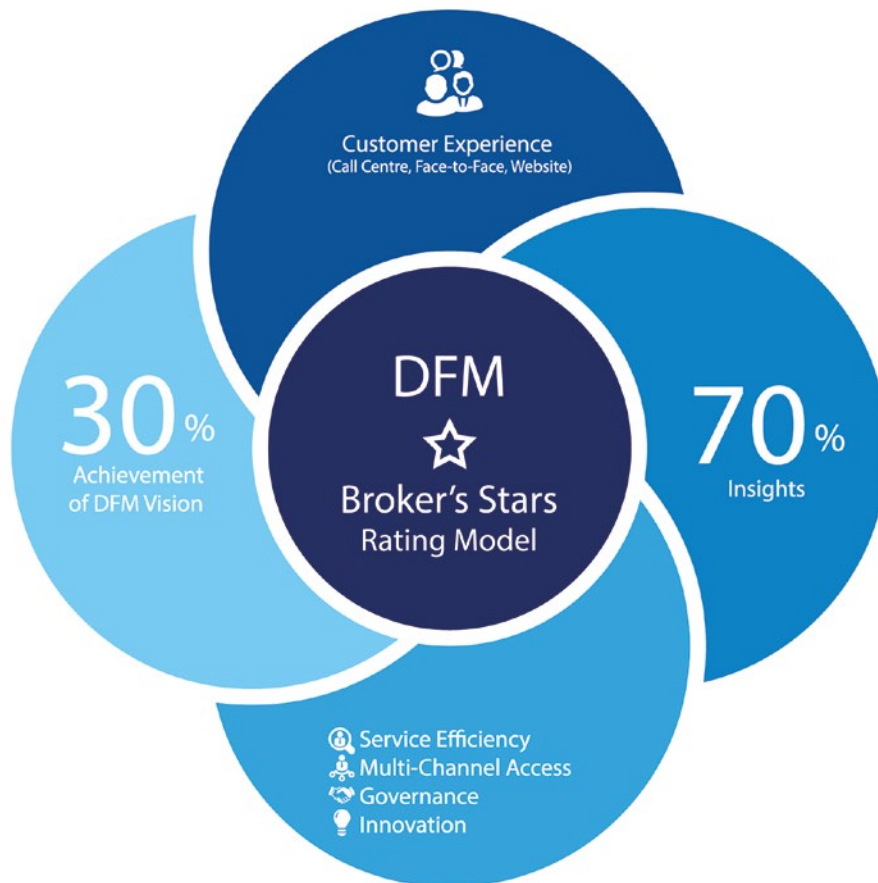 Customer Experience
(Call Centre, Face-to-Face, Website)
30 %
Achievement
of DFM Vision
DFM
Broker's Stars
Rating Model
70 %
Insights
Service Efficiency
Multi-Channel Access
Governance
Innovation